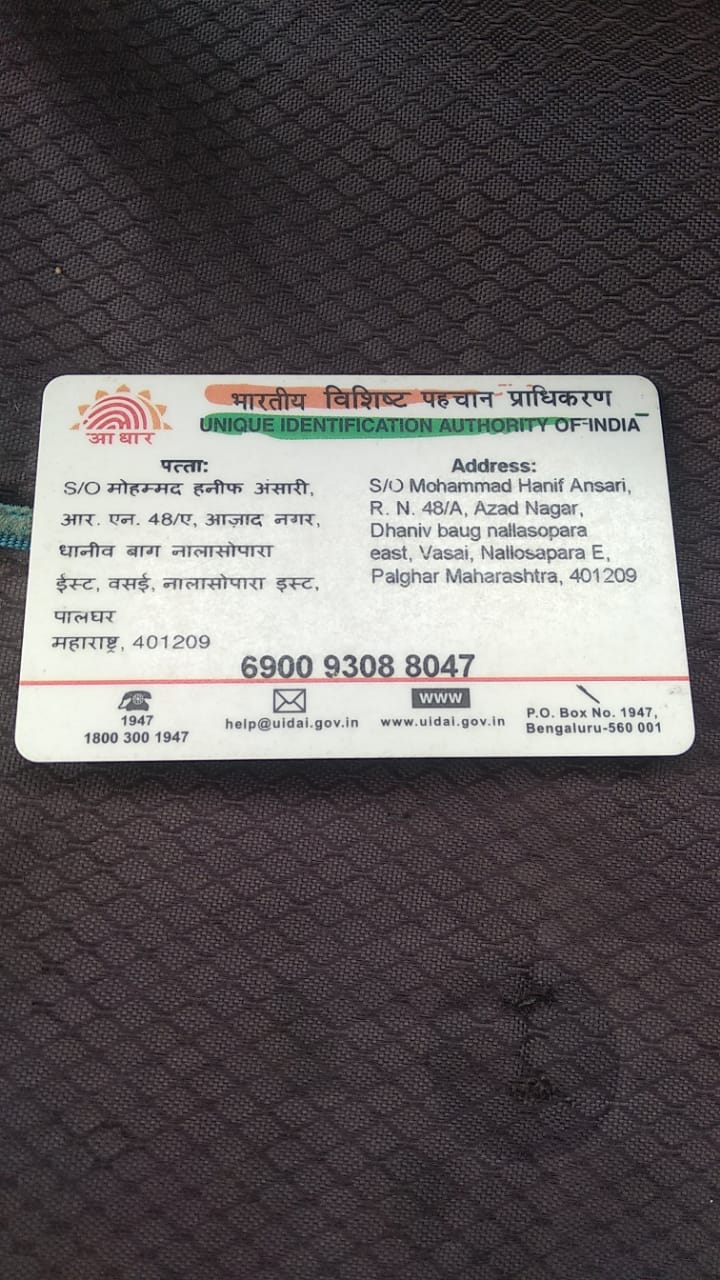 भारतीय विशिष्ट पहचान प्राधिकरण
UNIQUE IDENTIFICATION AUTHORITY OF INDIA
आधार
पत्ता:
S/O मोहम्मद हनीफ अंसारी,
आर. एन. 48/ए, आज़ाद नगर,
धानीव बाग नालासोपारा
ईस्ट, वसई, नालासोपारा इस्ट,
पालघर
महाराष्ट्र, 401209
Address:
S/O Mohammad Hanif Ansari,
R. N. 48/A, Azad Nagar,
Dhaniv baug nallasopara
east, Vasai, Nallosapara E,
Palghar Maharashtra, 401209
6900 9308 8047
1947
1800 300 1947
help@uidai.gov.in
www
www.uidai.gov.in
P.O. Box No. 1947,
Bengaluru-560 001